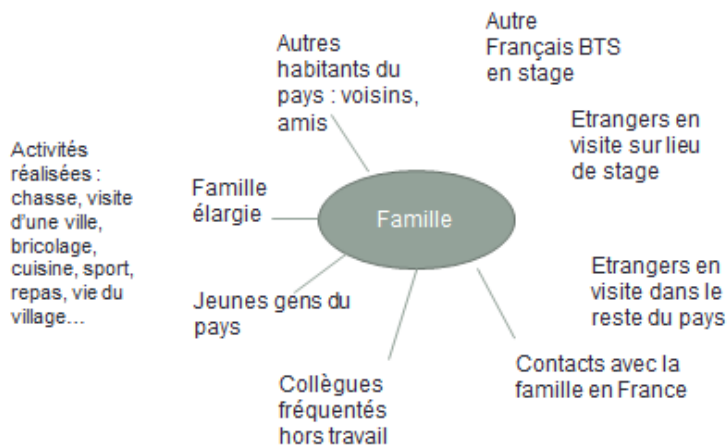 Autre
Français BTS
en stage
Autres
habitants du
pays : voisins,
amis
Etrangers en
visite sur lieu
de stage
Activités
réalisées :
chasse, visite
d'une ville,
bricolage,
cuisine, sport,
repas, vie du
village…
Famille
élargie
Famille
Etrangers en
visite dans le
reste du pays
Jeunes gens du
pays
Contacts avec la
famille en France
Collègues
fréquentés
hors travail